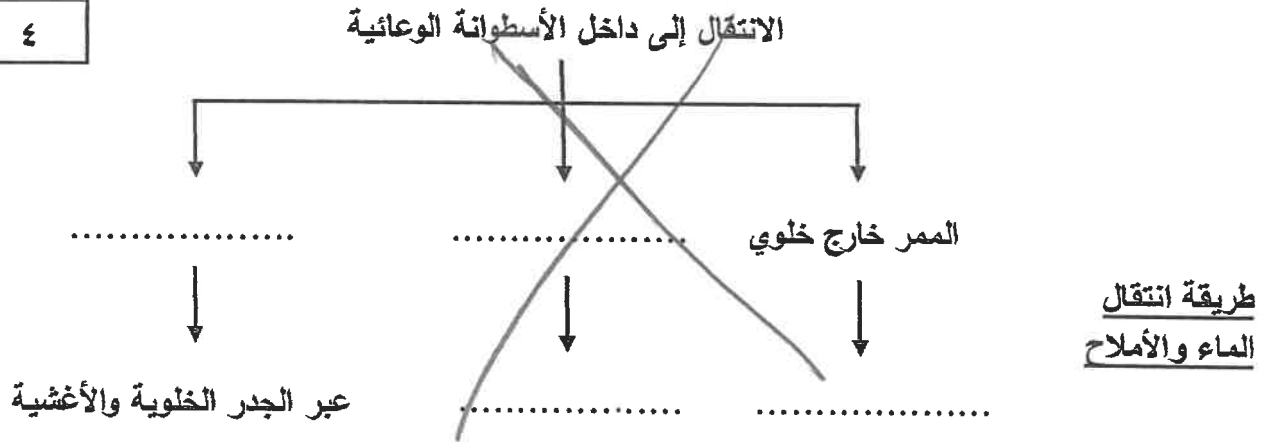 ٤
الانتقال إلى داخل الأسطوانة الوعائية
الممر خارج خلوي .................... ...................
طريقة انتقال
الماء والأملاح
.................... ................... عبر الجدر الخلوية والأغشية